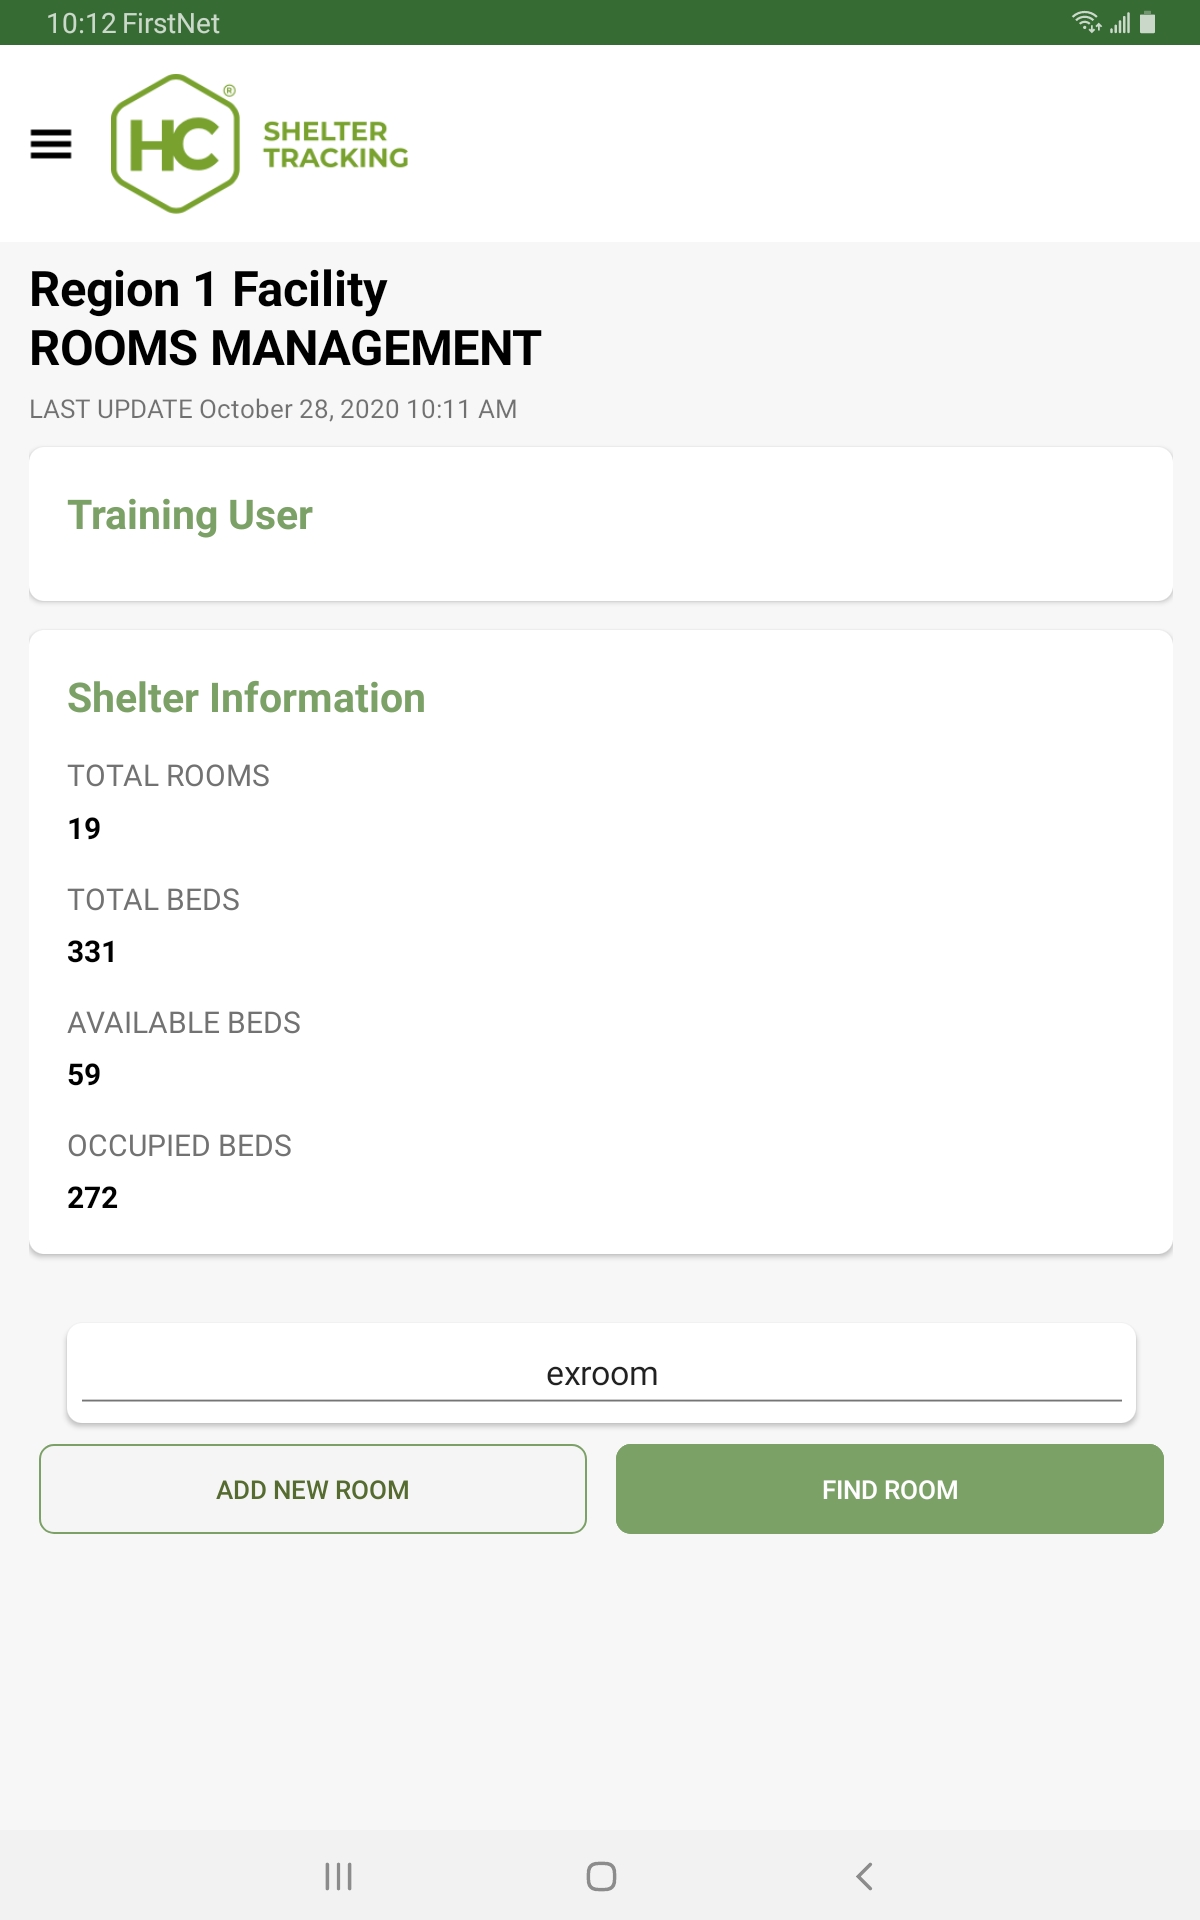 10:12 FirstNet
HC®
SHELTER
TRACKING
Region 1 Facility
ROOMS MANAGEMENT
LAST UPDATE October 28, 2020 10:11 AM
Training User
Shelter Information
TOTAL ROOMS
19
TOTAL BEDS
331
AVAILABLE BEDS
59
OCCUPIED BEDS
272
exroom
ADD NEW ROOM FIND ROOM